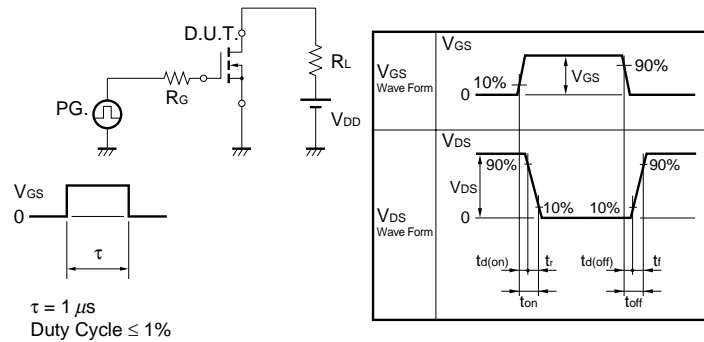 D.U.T.
RL
RG
PG.
VDD
VGS
0
τ
τ = 1 μs
Duty Cycle ≤ 1%
VGS
Wave Form
VGS
10%
VGS
90%
0
VDS
Wave Form
VDS
90%
VDS
10%
10%
90%
0
td(on)
tr
td(off)
tf
ton
toff